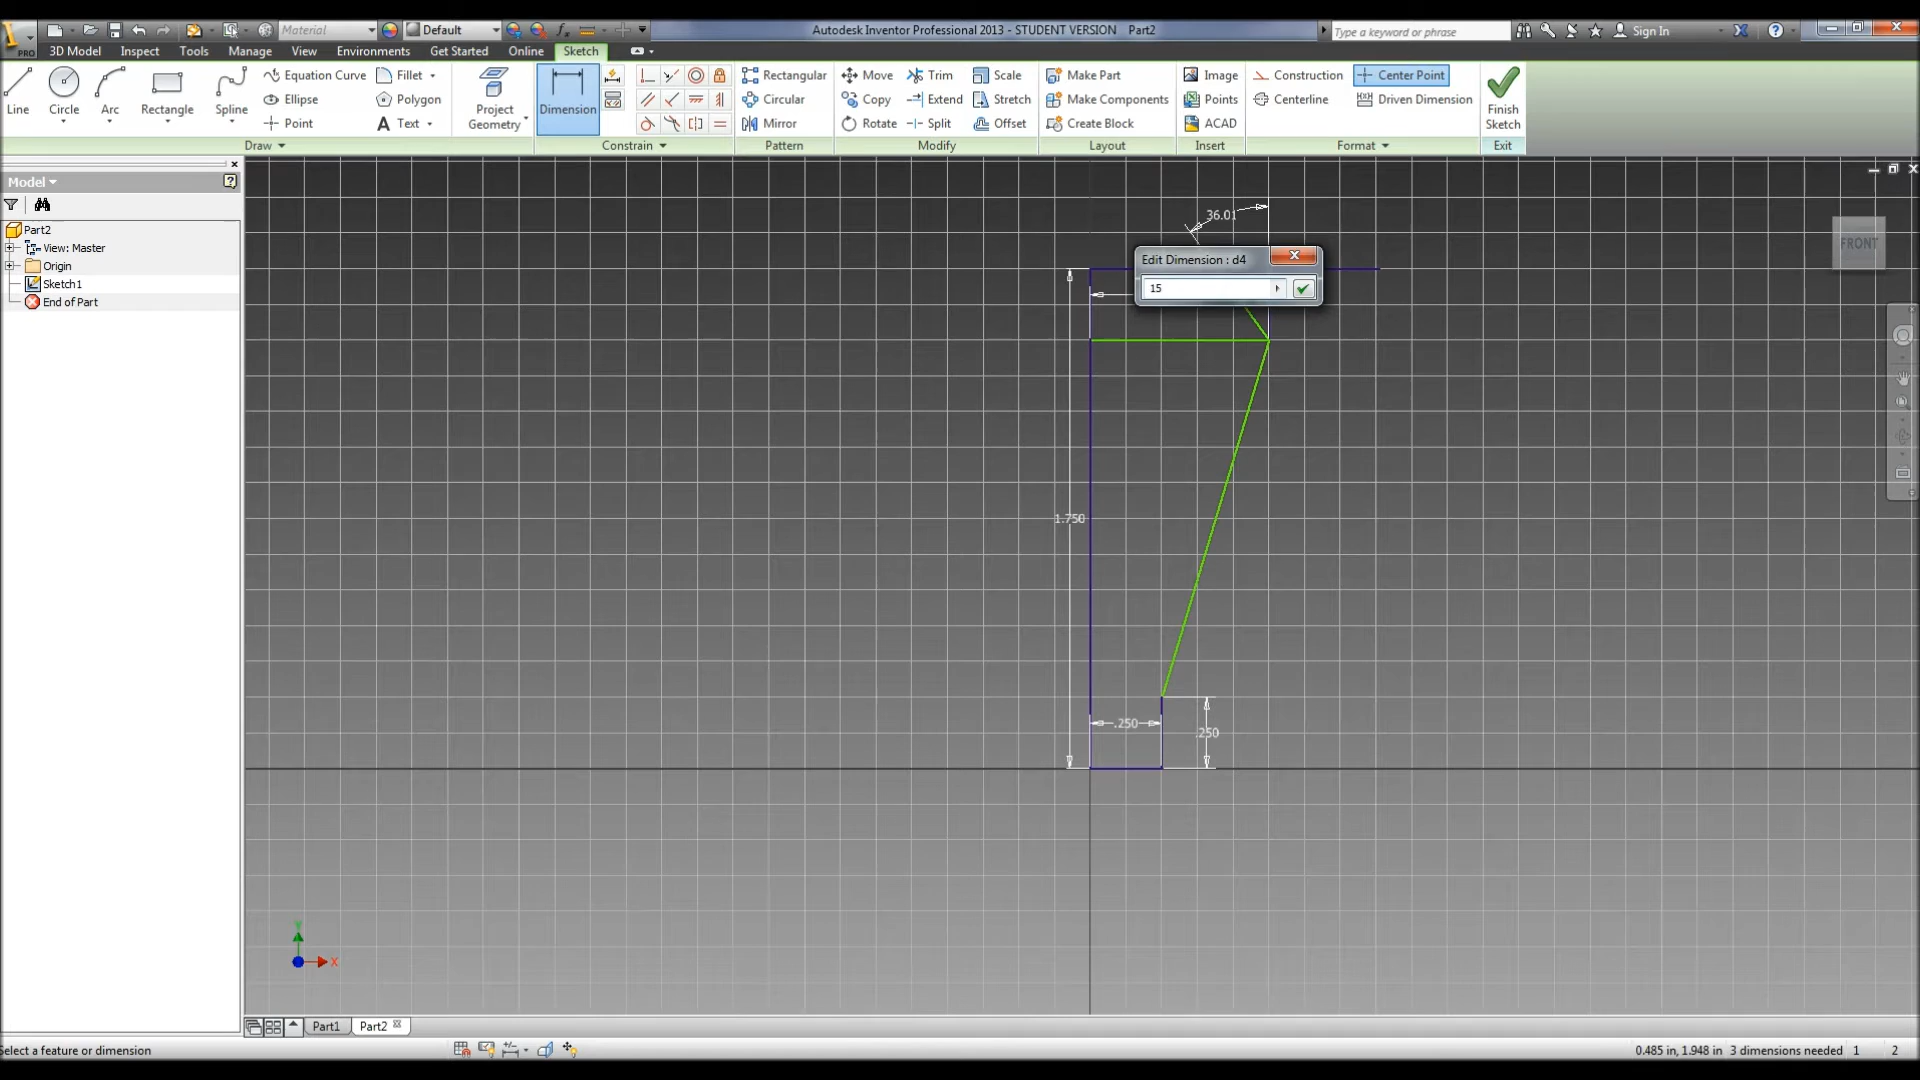 Material
Default
Autodesk Inventor Professional 2013 - STUDENT VERSION Part2
Type a keyword or phrase
Sign In
PRO
3D Model Inspect Tools Manage View Environments Get Started Online Sketch
Line
Circle
Arc
Rectangle
Spline
Equation Curve
Ellipse
Point
Fillet
Polygon
Text
Project
Geometry
Dimension
Rectangular
Circular
Mirror
Move
Copy
Rotate
Trim
Extend
Split
Scale
Stretch
Offset
Make Part
Make Components
Create Block
Image
Points
ACAD
Construction
Centerline
Center Point
Driven Dimension
Finish
Sketch
Draw
Constrain
Pattern
Modify
Layout
Insert
Format
Exit
Model
Part2
View: Master
Origin
Sketch1
End of Part
36.01
Edit Dimension : d4
15
FRONT
1.750
.250
.250
Y
X
Part1
Part2
Select a feature or dimension
0.485 in, 1.948 in 3 dimensions needed 1 2